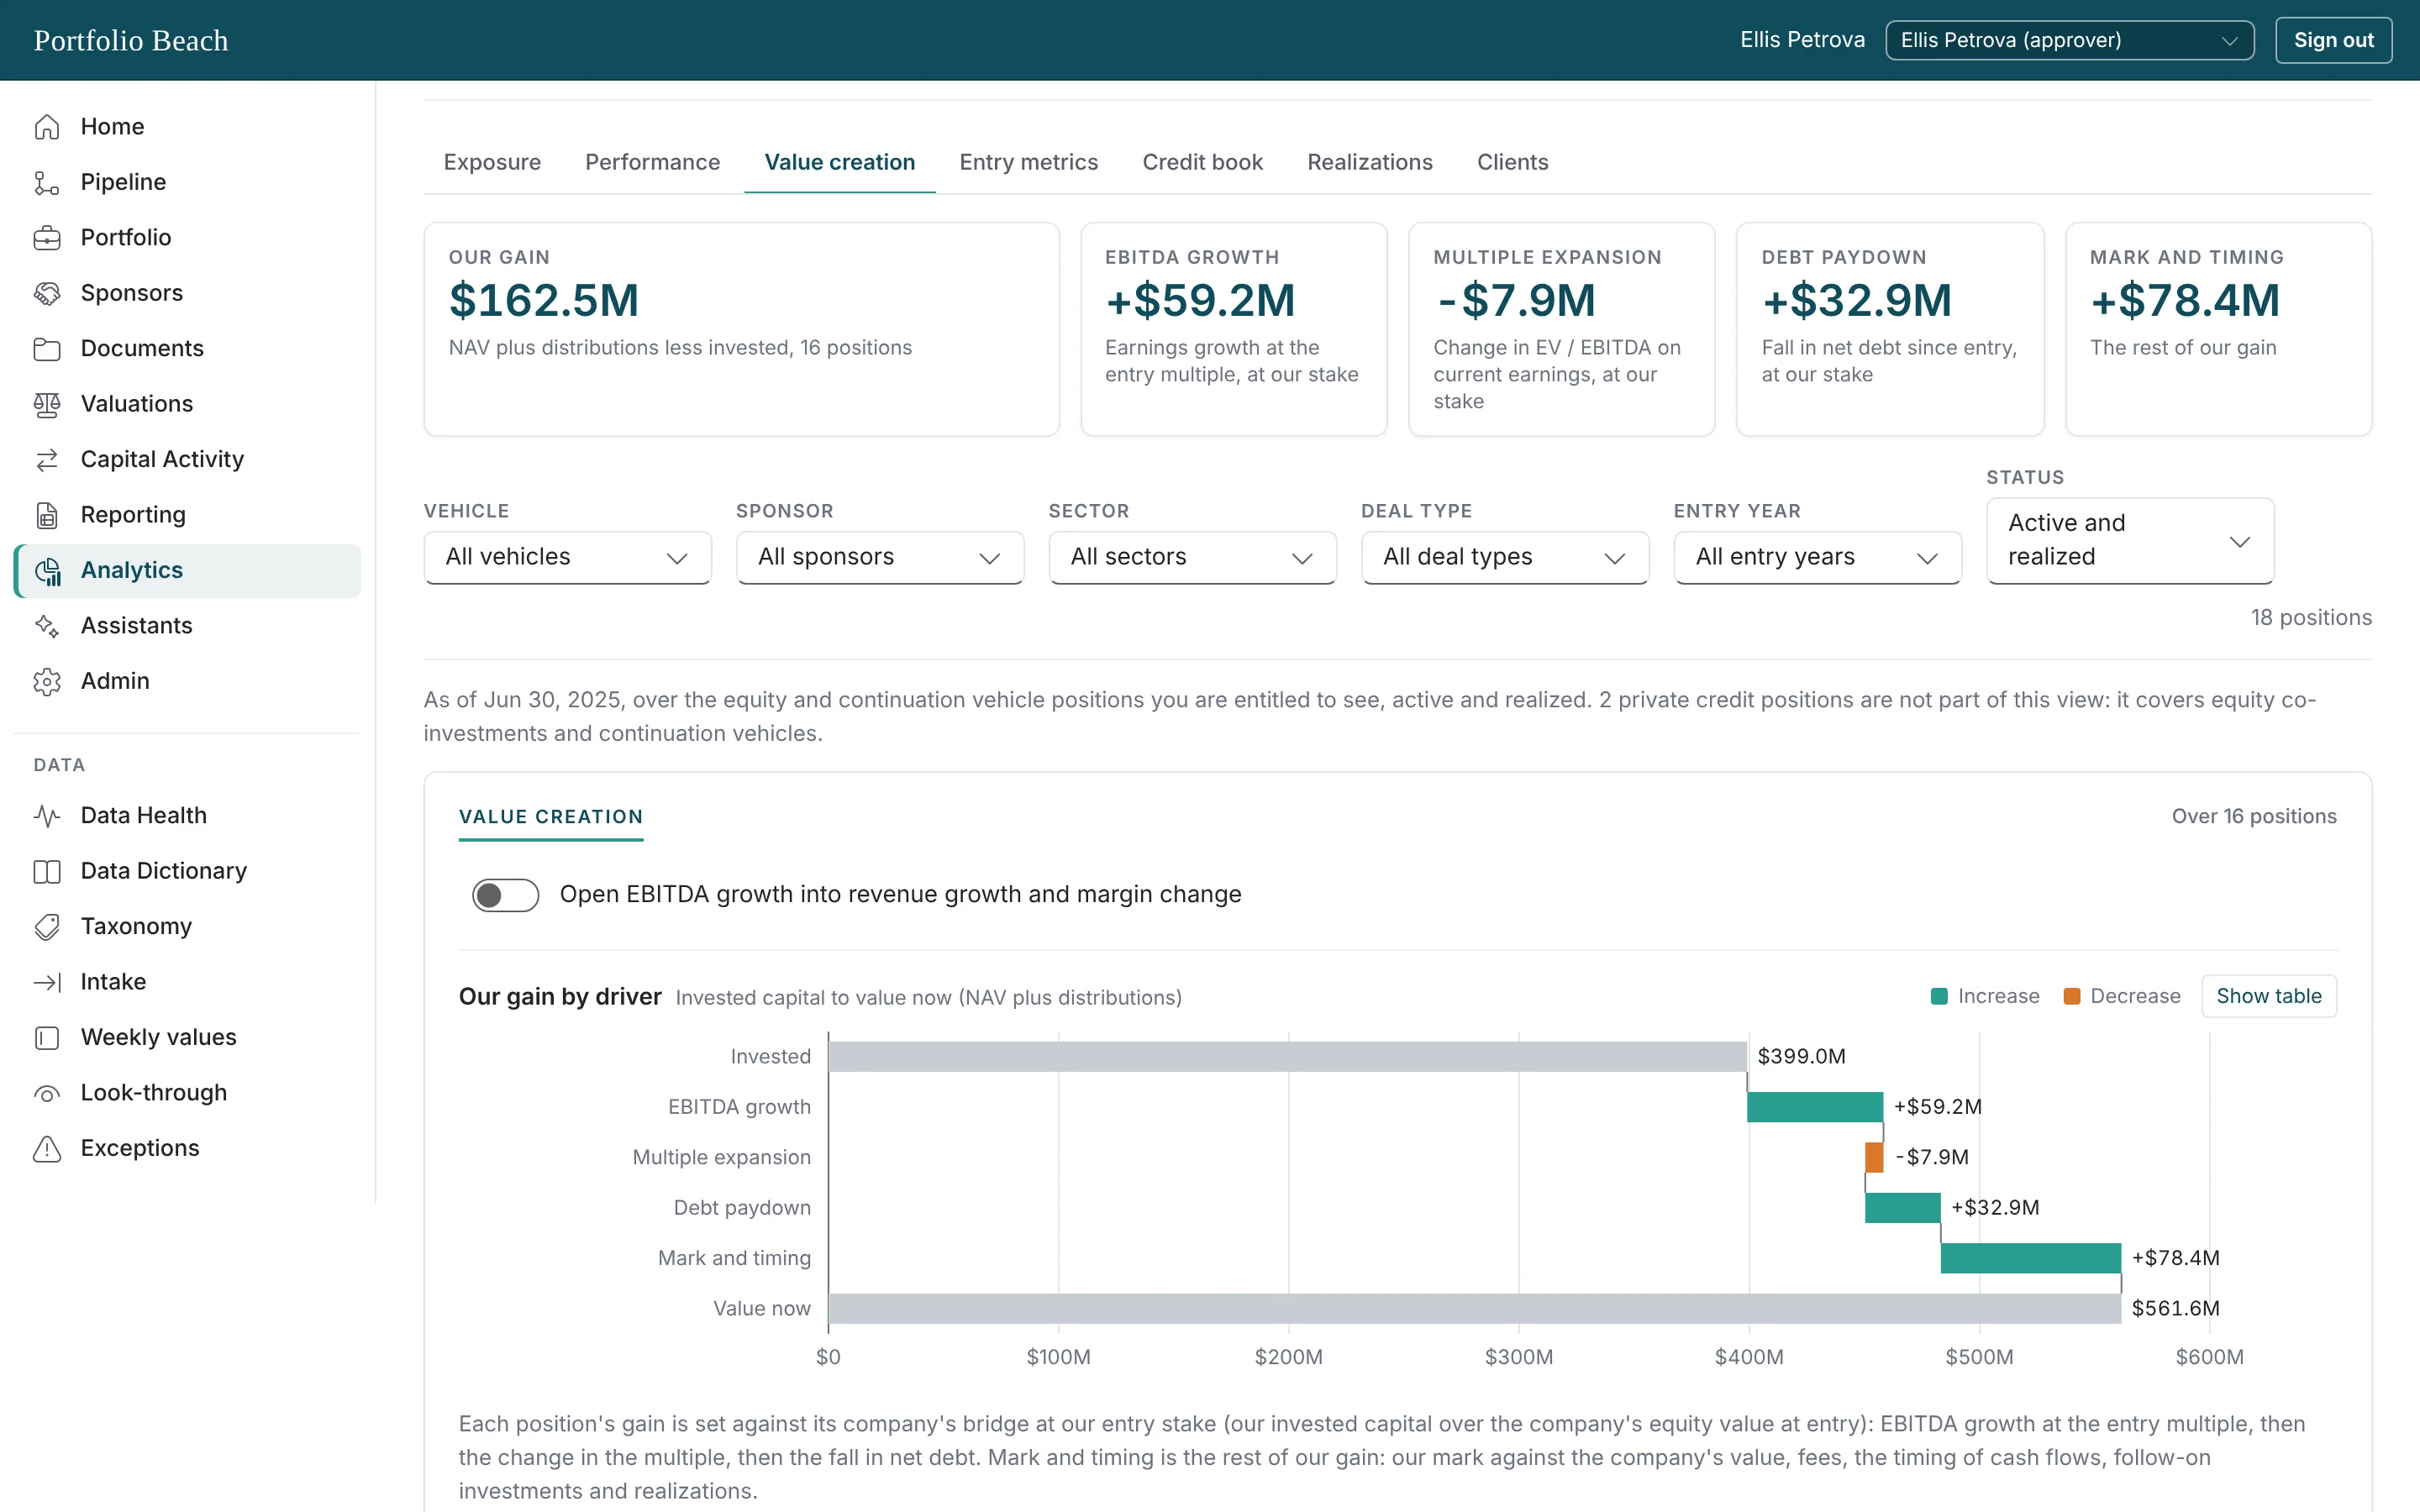 Portfolio Beach
Ellis Petrova
Ellis Petrova (approver)
Sign out
Home
Pipeline
Portfolio
Sponsors
Documents
Valuations
Capital Activity
Reporting
Analytics
Assistants
Admin
DATA
Data Health
Data Dictionary
Taxonomy
Intake
Weekly values
Look-through
Exceptions
Exposure
Performance
Value creation
Entry metrics
Credit book
Realizations
Clients
OUR GAIN
$162.5M
NAV plus distributions less invested, 16 positions
EBITDA GROWTH
+$59.2M
Earnings growth at the
entry multiple, at our stake
MULTIPLE EXPANSION
-$7.9M
Change in EV / EBITDA on
current earnings, at our
stake
DEBT PAYDOWN
+$32.9M
Fall in net debt since entry,
at our stake
MARK AND TIMING
+$78.4M
The rest of our gain
VEHICLE
All vehicles
SPONSOR
All sponsors
SECTOR
All sectors
DEAL TYPE
All deal types
ENTRY YEAR
All entry years
STATUS
Active and
realized
18 positions
As of Jun 30, 2025, over the equity and continuation vehicle positions you are entitled to see, active and realized. 2 private credit positions are not part of this view: it covers equity co-
investments and continuation vehicles.
VALUE CREATION
Over 16 positions
Open EBITDA growth into revenue growth and margin change
Our gain by driver
Invested capital to value now (NAV plus distributions)
Increase
Decrease
Show table
Invested
$399.0M
EBITDA growth
+$59.2M
Multiple expansion
-$7.9M
Debt paydown
+$32.9M
Mark and timing
+$78.4M
Value now
$561.6M
$0
$100M
$200M
$300M
$400M
$500M
$600M
Each position's gain is set against its company's bridge at our entry stake (our invested capital over the company's equity value at entry): EBITDA growth at the entry multiple, then
the change in the multiple, then the fall in net debt. Mark and timing is the rest of our gain: our mark against the company's value, fees, the timing of cash flows, follow-on
investments and realizations.